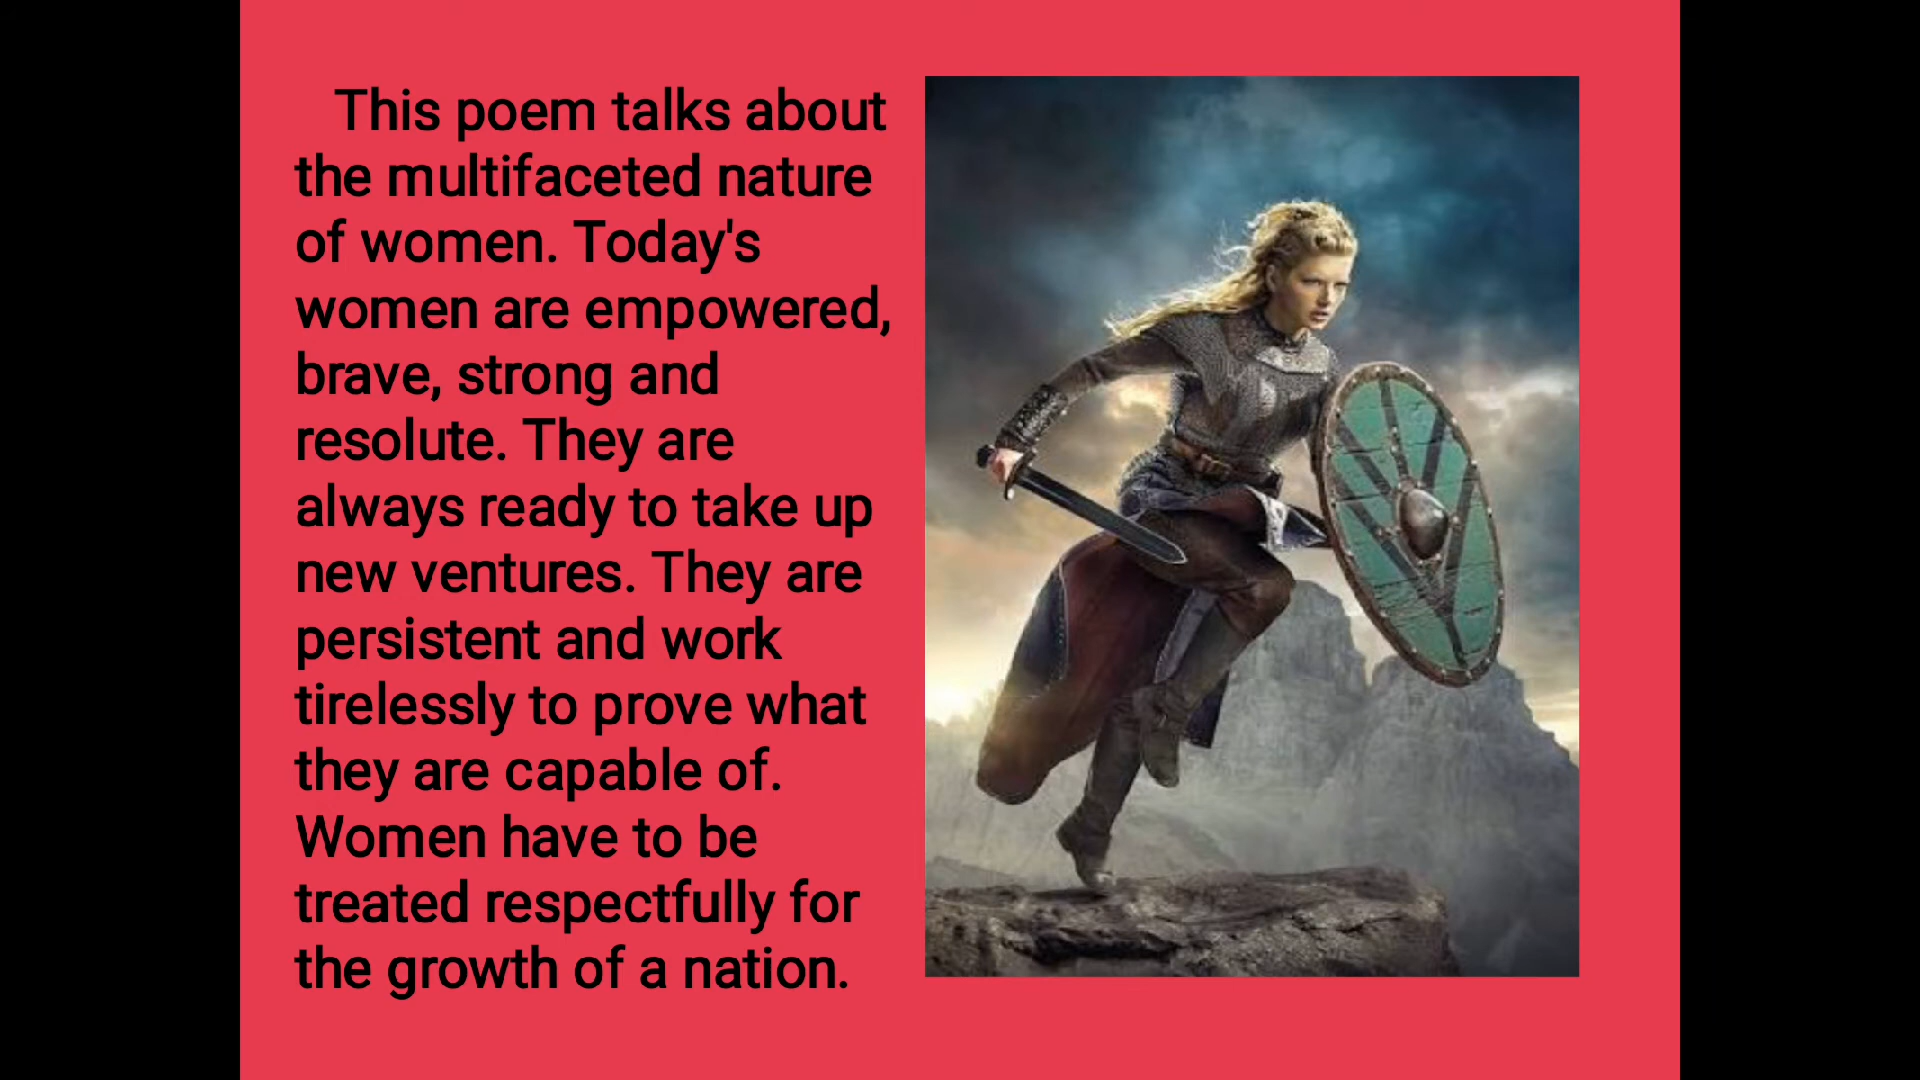 This poem talks about
the multifaceted nature
of women. Today's
women are empowered,
brave, strong and
resolute. They are
always ready to take up
new ventures. They are
persistent and work
tirelessly to prove what
they are capable of.
Women have to be
treated respectfully for
the growth of a nation.